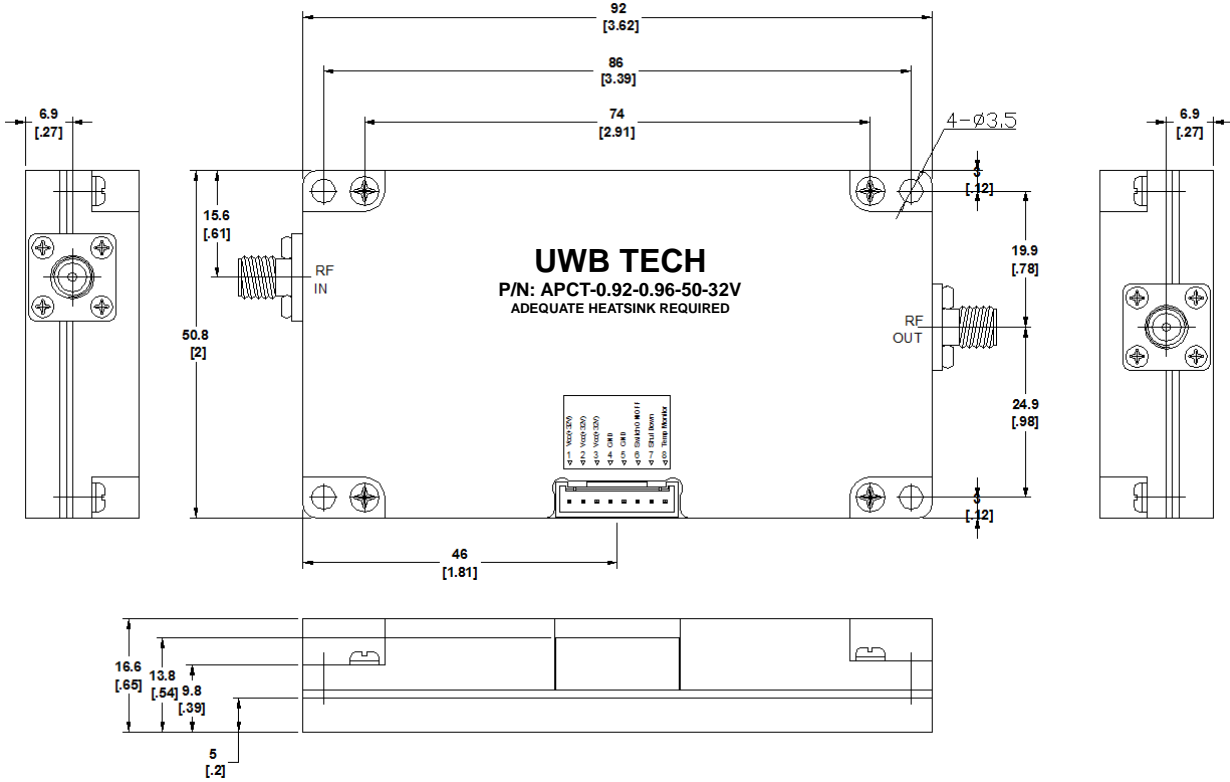 92
[3.62]
86
[3.39]
74
[2.91]
6.9
[.27]
4-Ø3.5
6.9
[.27]
3
[.12]
15.6
[.61]
19.9
[.78]
RF
IN
UWB TECH
P/N: APCT-0.92-0.96-50-32V
ADEQUATE HEATSINK REQUIRED
RF
OUT
50.8
[2]
24.9
[.98]
1 Vcc(+32V)
2 Vcc(+32V)
3 Vcc(+32V)
4 GND
5 GND
6 Switch ON/OFF
7 Shut Down
8 Temp Monitor
3
[.12]
46
[1.81]
16.6
[.65]
13.8
[.54]
9.8
[.39]
5
[.2]